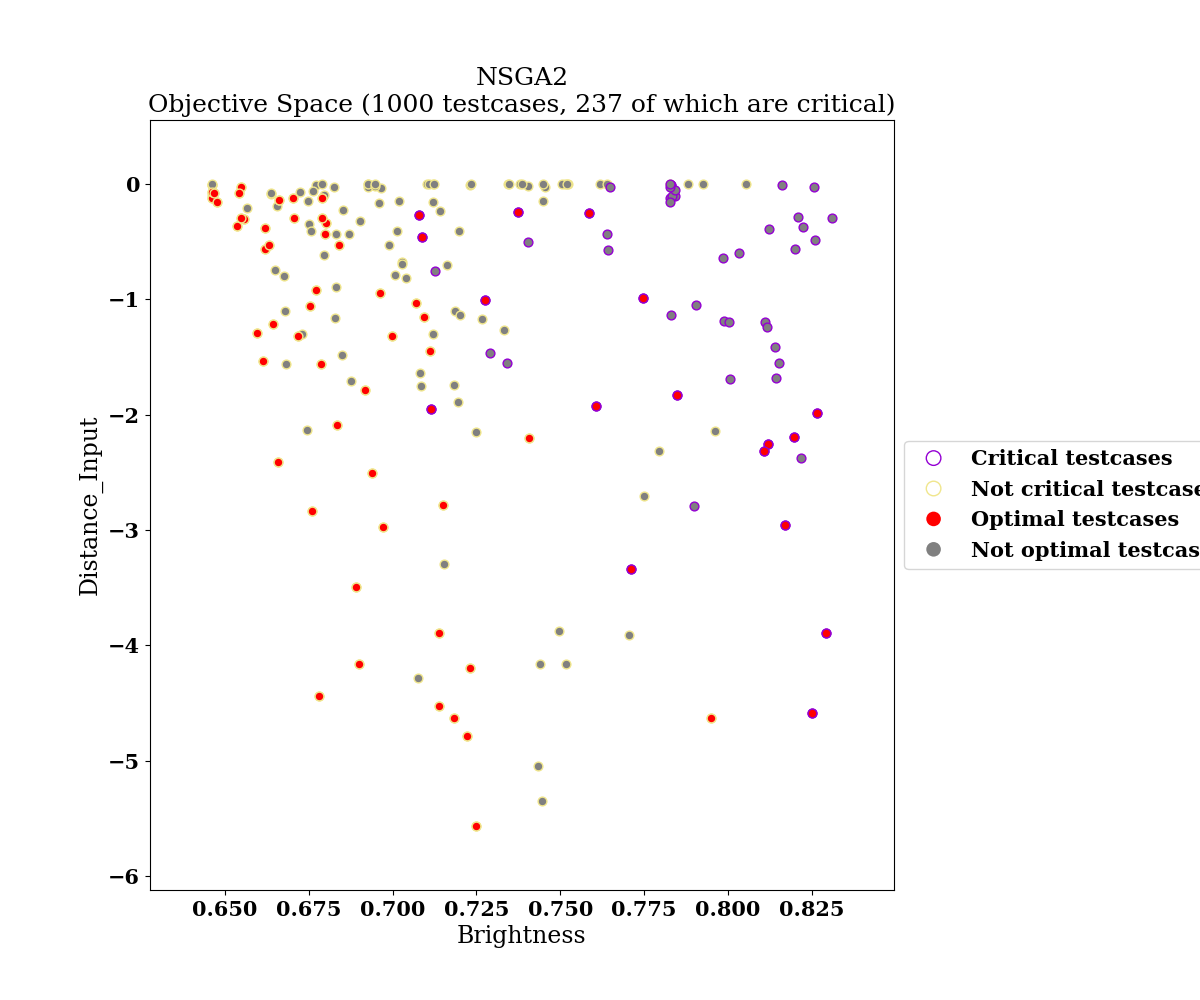 NSGA2
Objective Space (1000 testcases, 237 of which are critical)
0
−1
−2
−3
−4
−5
−6
Distance_Input
0.650 0.675 0.700 0.725 0.750 0.775 0.800 0.825
Brightness
Critical testcases
Not critical testcase
Optimal testcases
Not optimal testcas